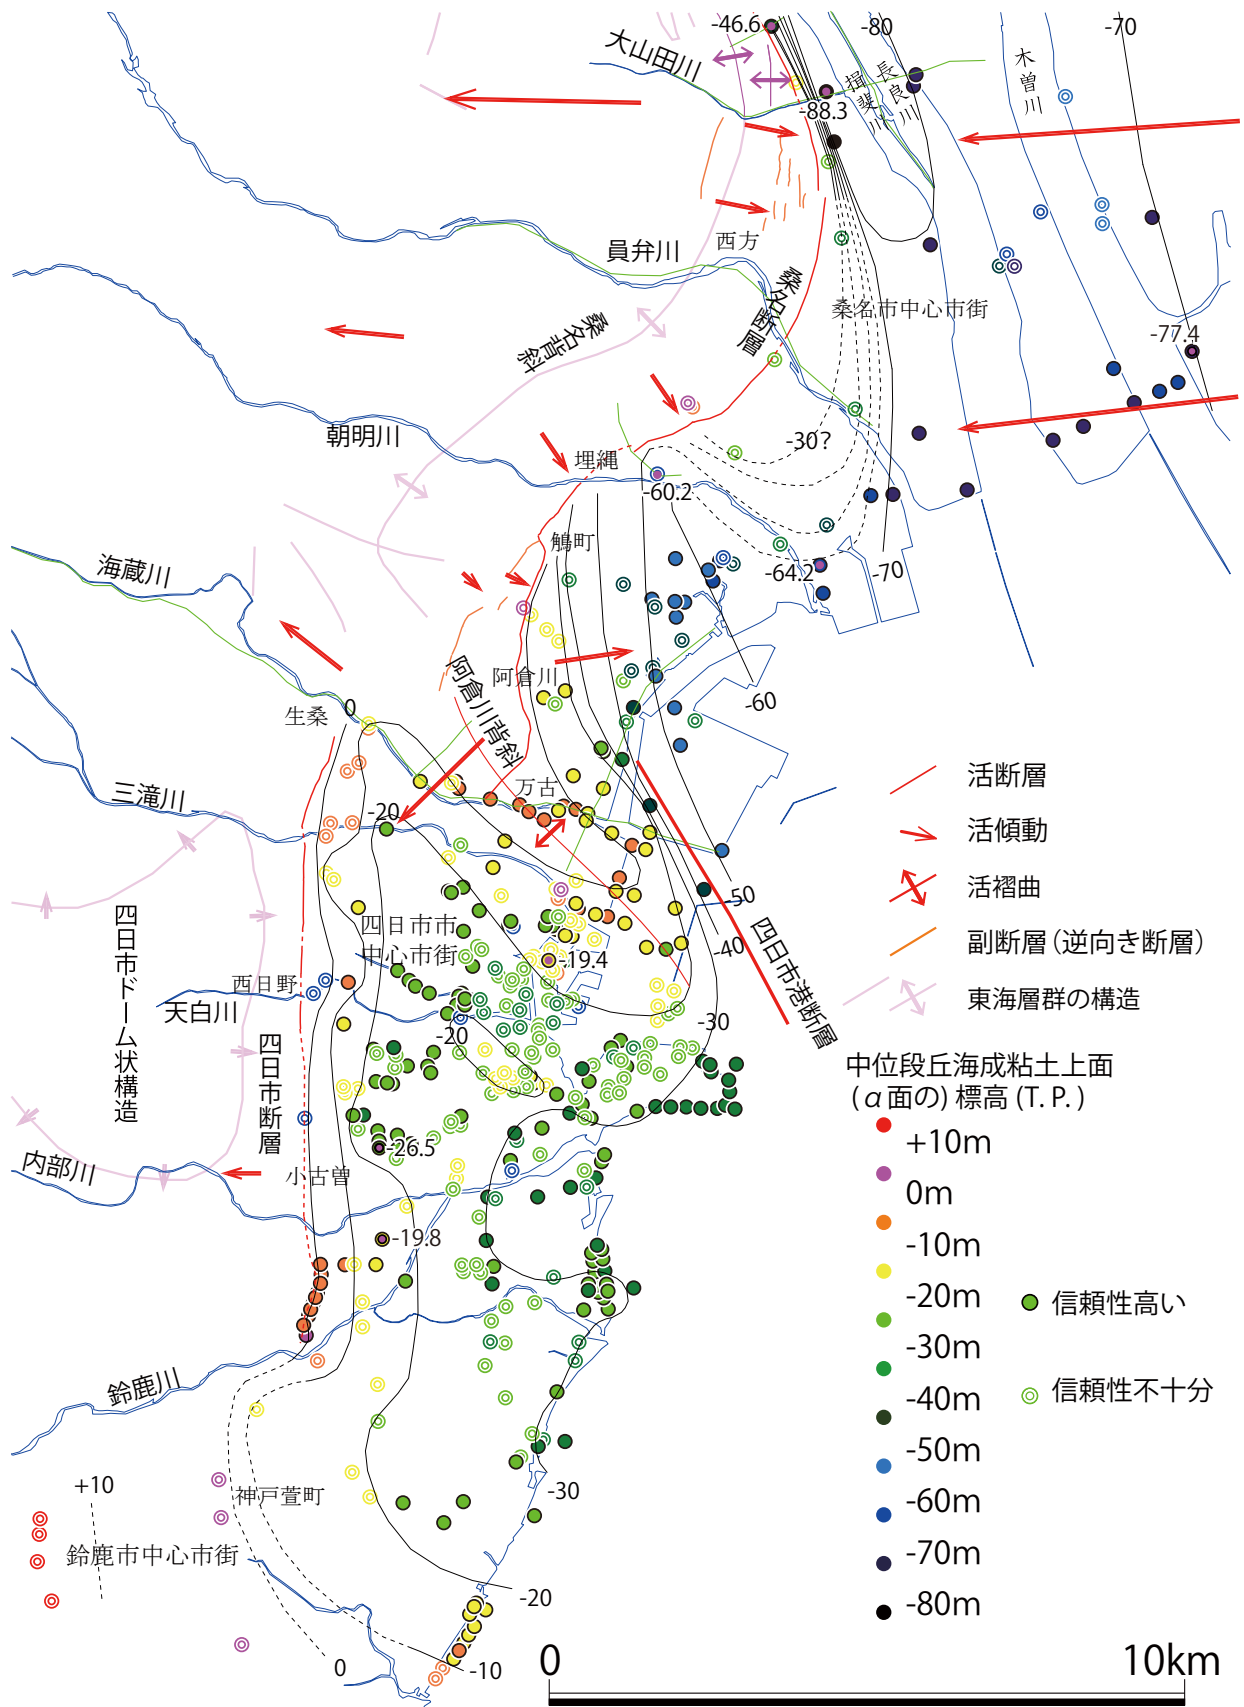 -46.6
-80
-70
大山田川
揖斐川
長良川
木曽川
-88.3
員弁川
西方
桑名断層
桑名市中心市街
桑名背斜
-77.4
朝明川
-30?
埋縄
-60.2
鵤町
-64.2
-70
海蔵川
阿倉川
阿倉川背斜
-60
生桑
0
三滝川
万古
-20
活断層
活傾動
活褶曲
副断層（逆向き断層）
東海層群の構造
-50
-40
四日市港断層
四日市市
中心市街
-19.4
四日市ドーム状構造
西日野
天白川
-30
-20
四日市断層
中位段丘海成粘土上面
(α面の) 標高 (T. P. )
+10m
0m
-10m
-20m
-30m
-40m
-50m
-60m
-70m
-80m
信頼性高い
信頼性不十分
-26.5
内部川
小古曽
-19.8
鈴鹿川
+10
神戸萱町
-30
鈴鹿市中心市街
-20
0
-10
0
10km